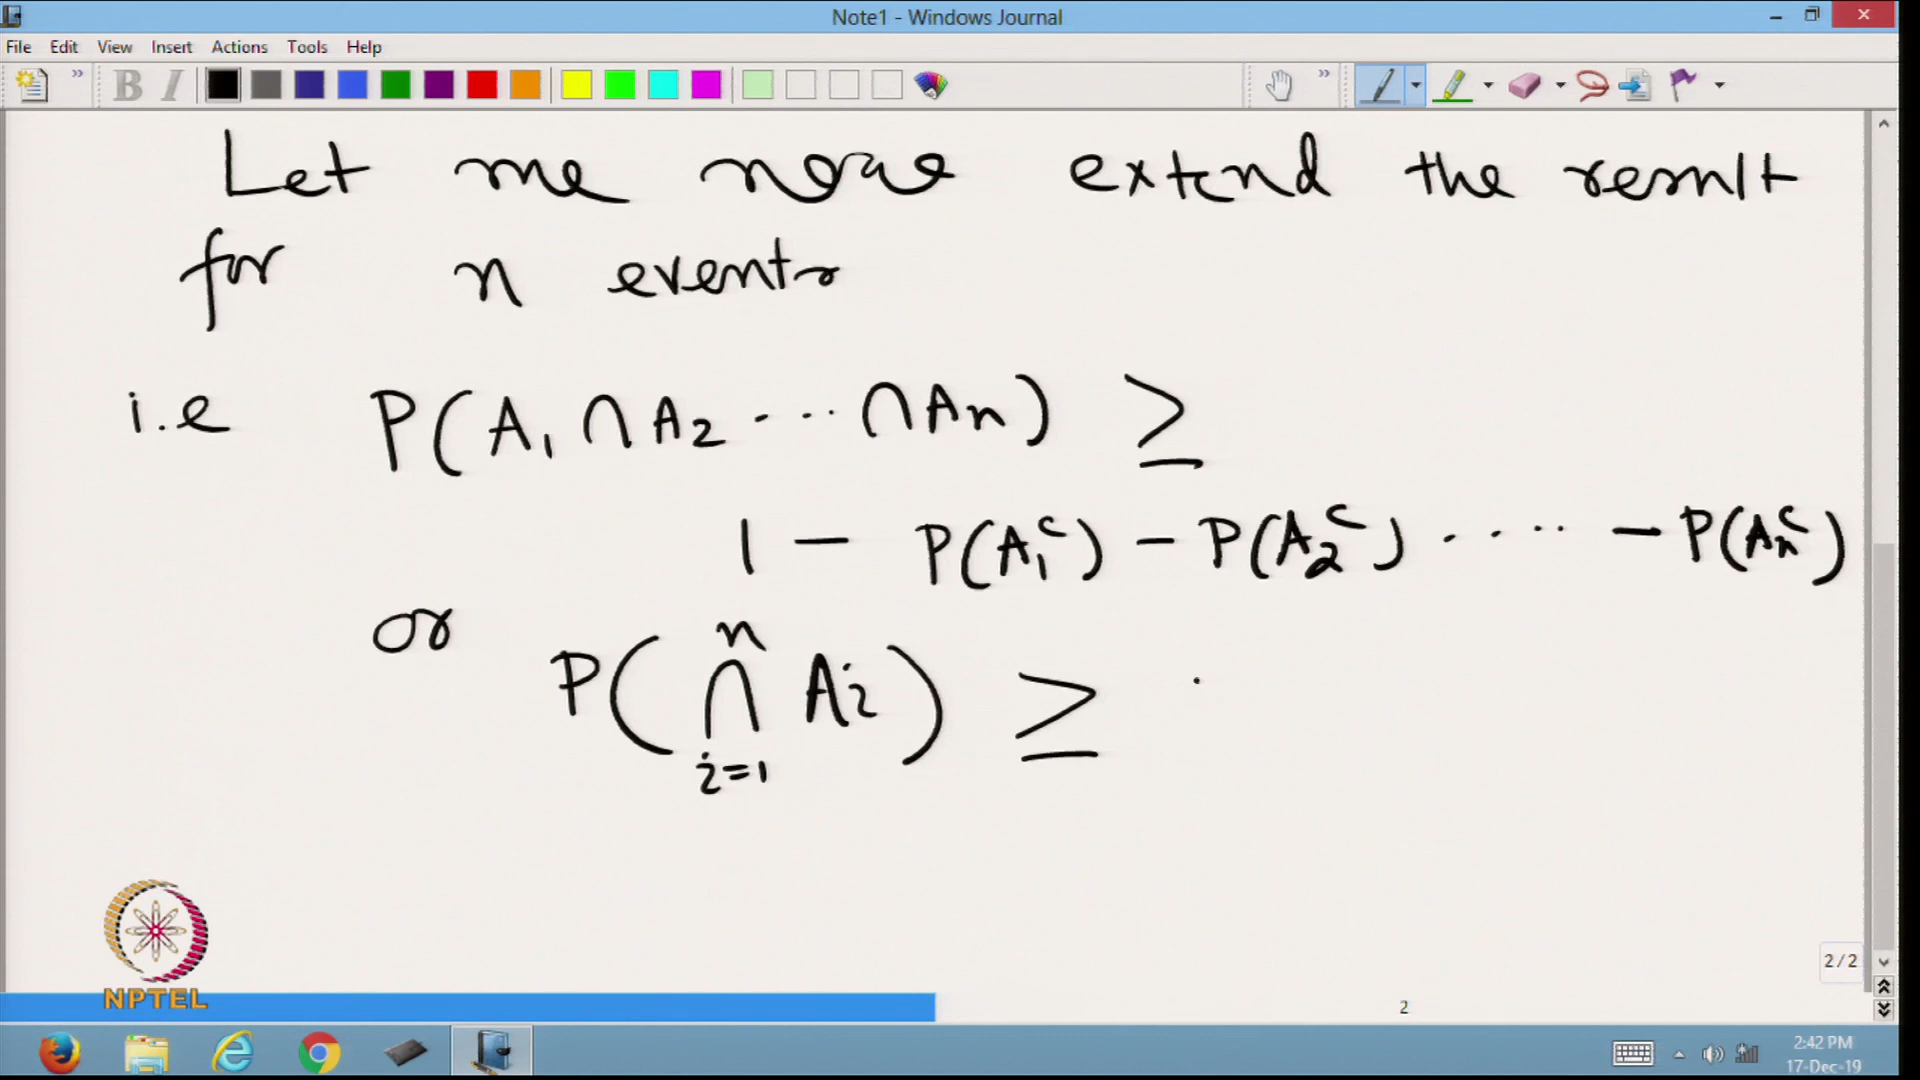 Note1 - Windows Journal
File Edit View Insert Actions Tools Help
B I
Let me now extend the result
for n events
i.e P(A₁ ∩ A₂ ⋯ ∩ Aₙ) ≥
1 − P(A₁ᶜ) − P(A₂ᶜ) ⋯ − P(Aₙᶜ)
or
n
P(∩ Ai) ≥
i=1
NPTEL
2/2
2
2:42 PM
17-Dec-19